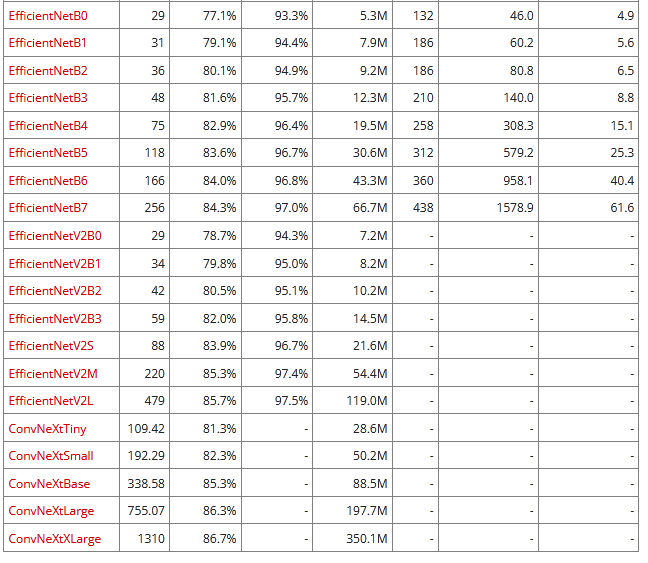 EfficientNetB0 29 77.1% 93.3% 5.3M 132 46.0 4.9
EfficientNetB1 31 79.1% 94.4% 7.9M 186 60.2 5.6
EfficientNetB2 36 80.1% 94.9% 9.2M 186 80.8 6.5
EfficientNetB3 48 81.6% 95.7% 12.3M 210 140.0 8.8
EfficientNetB4 75 82.9% 96.4% 19.5M 258 308.3 15.1
EfficientNetB5 118 83.6% 96.7% 30.6M 312 579.2 25.3
EfficientNetB6 166 84.0% 96.8% 43.3M 360 958.1 40.4
EfficientNetB7 256 84.3% 97.0% 66.7M 438 1578.9 61.6
EfficientNetV2B0 29 78.7% 94.3% 7.2M - - -
EfficientNetV2B1 34 79.8% 95.0% 8.2M - - -
EfficientNetV2B2 42 80.5% 95.1% 10.2M - - -
EfficientNetV2B3 59 82.0% 95.8% 14.5M - - -
EfficientNetV2S 88 83.9% 96.7% 21.6M - - -
EfficientNetV2M 220 85.3% 97.4% 54.4M - - -
EfficientNetV2L 479 85.7% 97.5% 119.0M - - -
ConvNeXtTiny 109.42 81.3% - 28.6M - - -
ConvNeXtSmall 192.29 82.3% - 50.2M - - -
ConvNeXtBase 338.58 85.3% - 88.5M - - -
ConvNeXtLarge 755.07 86.3% - 197.7M - - -
ConvNeXtXLarge 1310 86.7% - 350.1M - - -